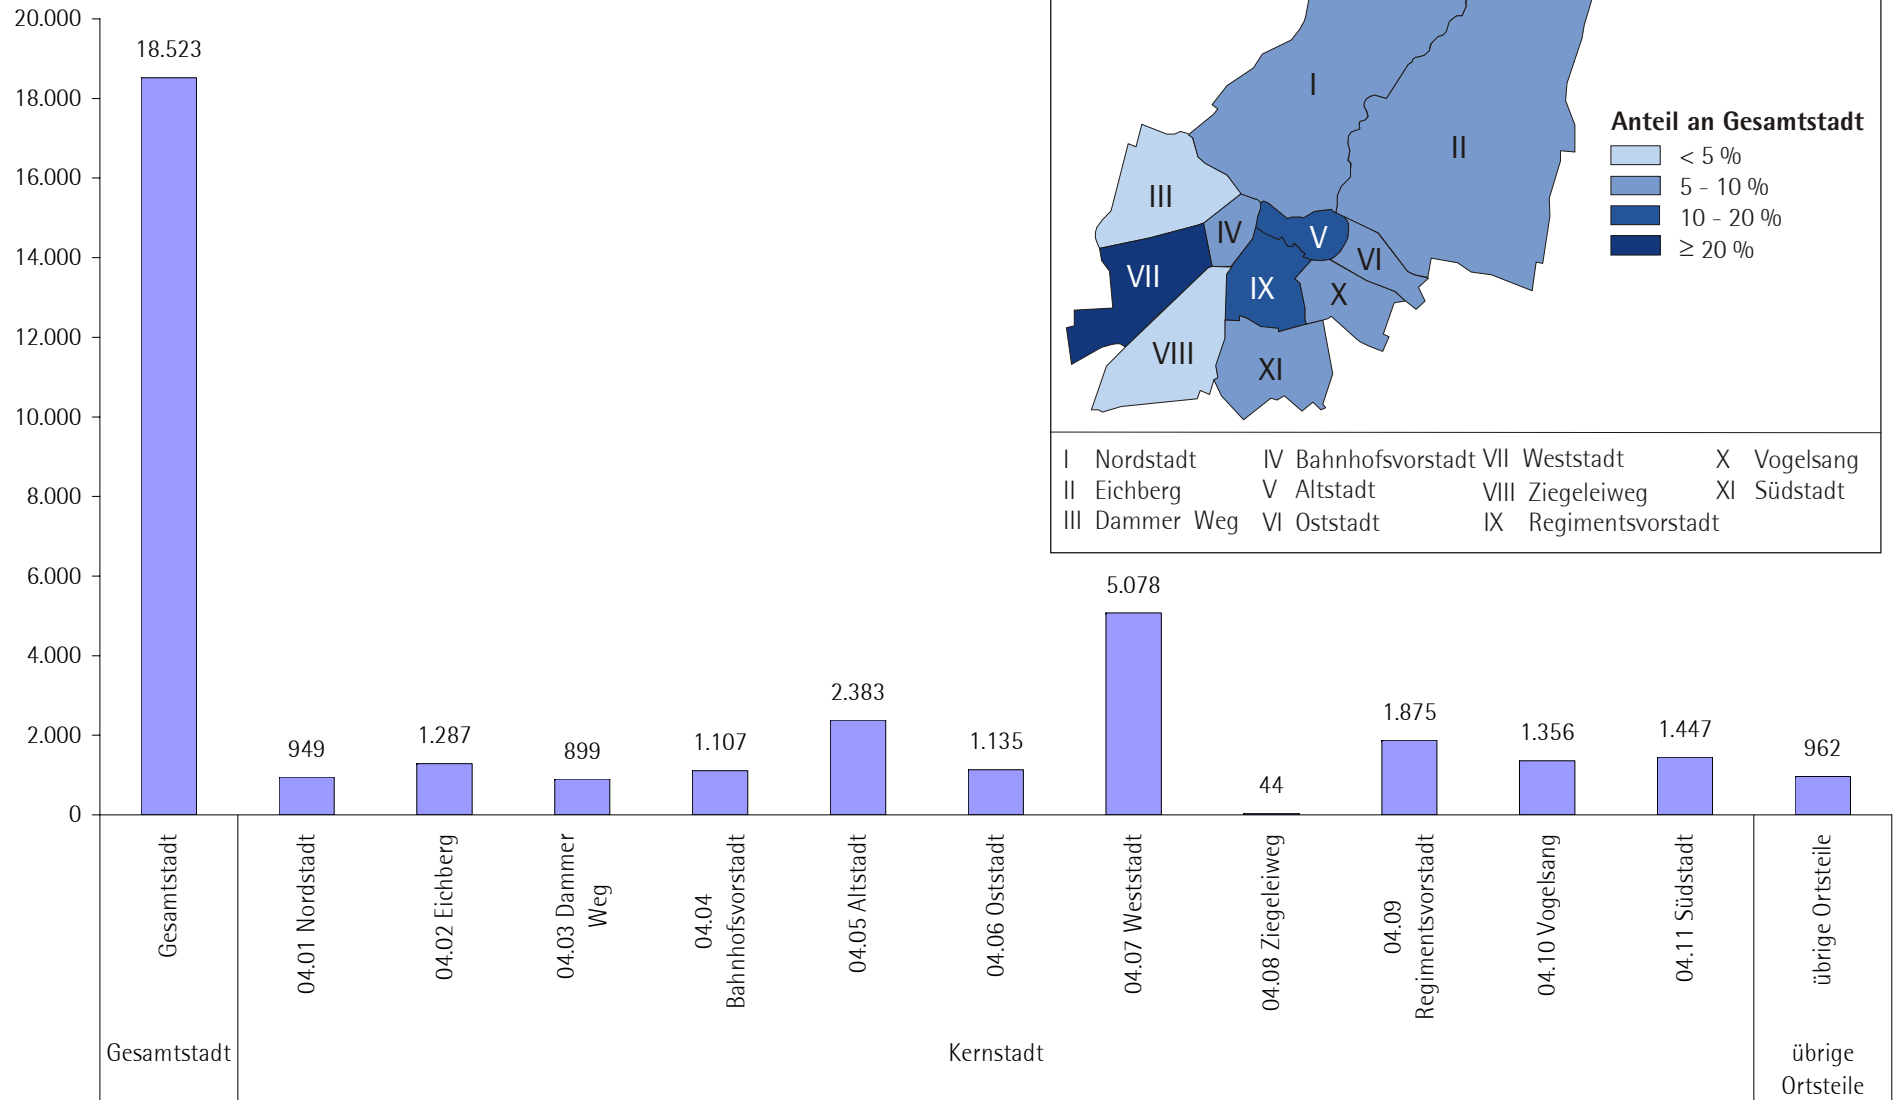 20.000
18.000
16.000
14.000
12.000
10.000
8.000
6.000
4.000
2.000
0
18.523
949
1.287
899
1.107
2.383
1.135
5.078
44
1.875
1.356
1.447
962
Gesamtstadt
04.01 Nordstadt
04.02 Eichberg
04.03 Dammer
Weg
04.04
Bahnhofsvorstadt
04.05 Altstadt
04.06 Oststadt
04.07 Weststadt
04.08 Ziegeleiweg
04.09
Regimentsvorstadt
04.10 Vogelsang
04.11 Südstadt
übrige Ortsteile
Gesamtstadt
Kernstadt
übrige
Ortsteile
I
II
III
IV
V
VI
VII
IX
X
VIII
XI
Anteil an Gesamtstadt
< 5 %
5 - 10 %
10 - 20 %
≥ 20 %
I Nordstadt
II Eichberg
III Dammer Weg
IV Bahnhofsvorstadt
V Altstadt
VI Oststadt
VII Weststadt
VIII Ziegeleiweg
IX Regimentsvorstadt
X Vogelsang
XI Südstadt